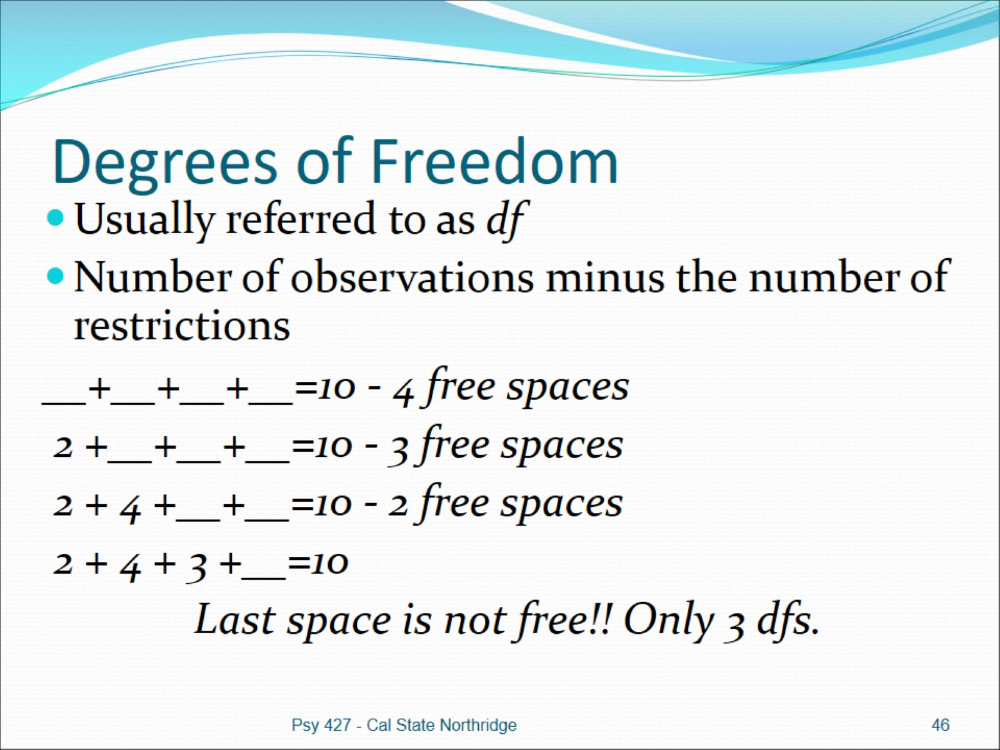 Degrees of Freedom
• Usually referred to as df
• Number of observations minus the number of
restrictions
__+__+__+__=10 - 4 free spaces
2 +__+__+__=10 - 3 free spaces
2 + 4 +__+__=10 - 2 free spaces
2 + 4 + 3 +__=10
Last space is not free!! Only 3 dfs.
Psy 427 - Cal State Northridge
46